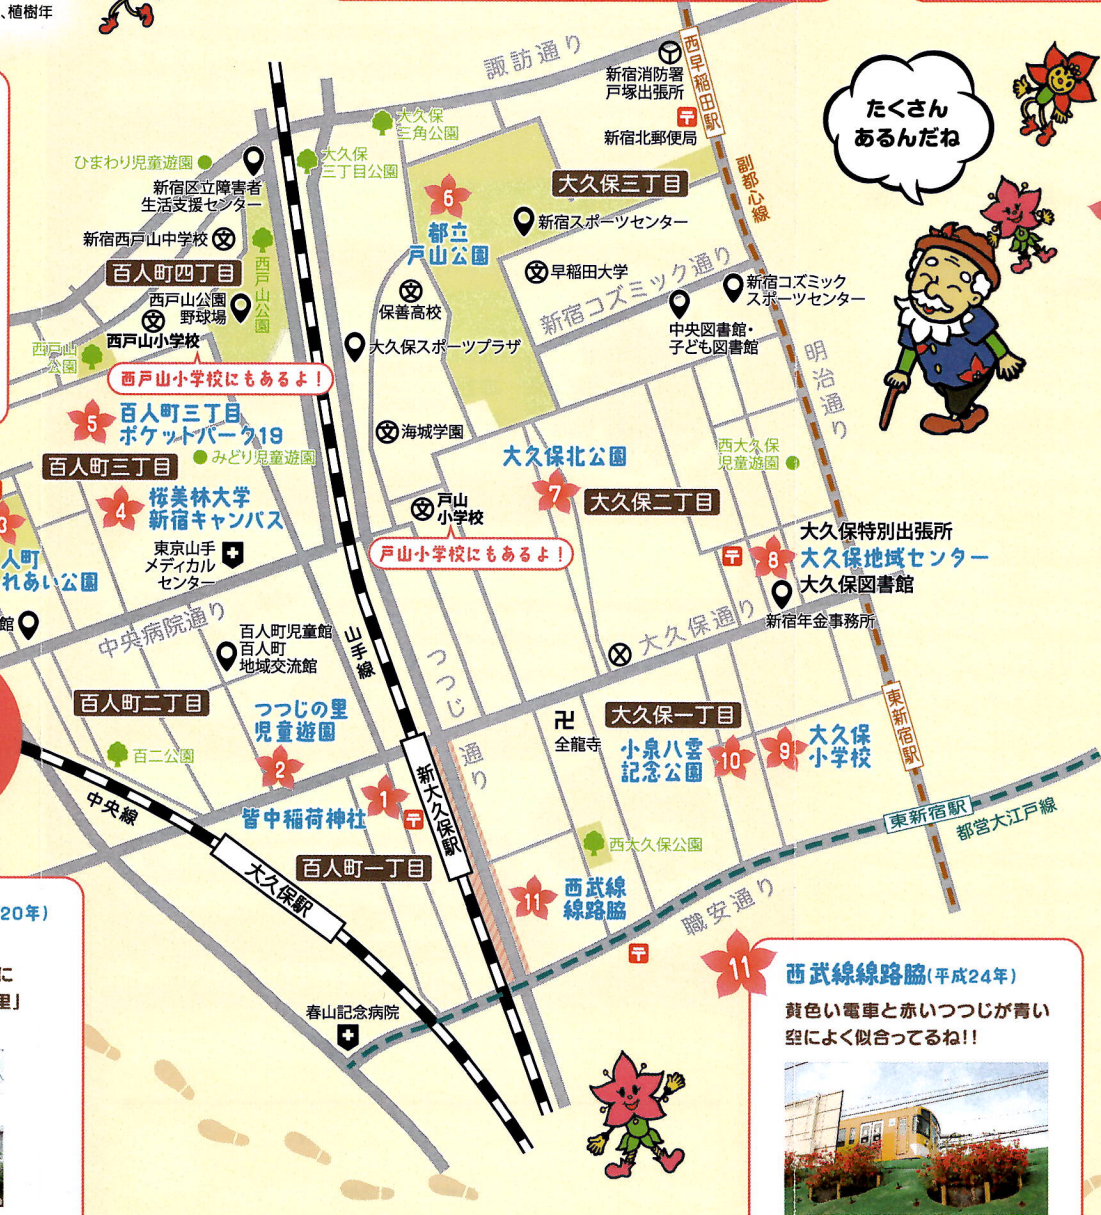 、植樹年
諏訪通り
新宿消防署
戸塚出張所
西早稲田駅
新宿北郵便局
たくさん
あるんだね
大久保
三角公園
ひまわり児童遊園
大久保
三丁目公園
新宿区立障害者
生活支援センター
大久保三丁目
副都心線
6
都立
戸山公園
新宿スポーツセンター
新宿西戸山中学校
文
百人町四丁目
西戸山公園
文
早稲田大学
新宿コズミック通り
新宿コズミック
スポーツセンター
西戸山公園
野球場
文
保善高校
中央図書館・
子ども図書館
文
西戸山小学校
西戸山
公園
大久保スポーツプラザ
西戸山小学校にもあるよ！
明治通り
5
百人町三丁目
ポケットパーク19
文
海城学園
みどり児童遊園
大久保北公園
西大久保
児童遊園
百人町三丁目
7
大久保二丁目
4
桜美林大学
新宿キャンパス
文
戸山
小学校
3
人町
れあい公園
東京山手
メディカル
センター
戸山小学校にもあるよ！
大久保特別出張所
8
大久保地域センター
大久保図書館
新宿年金事務所
館
中央病院通り
百人町児童館
百人町
地域交流館
山手線
つつじ
通り
大久保通り
百人町二丁目
つつじの里
児童遊園
2
卍
全龍寺
大久保一丁目
東新宿駅
小泉八雲
記念公園
10
9
大久保
小学校
百二公園
中央線
新大久保駅
皆中稲荷神社
1
百人町一丁目
大久保駅
西大久保公園
東新宿駅
都営大江戸線
11
西武線
線路脇
職安通り
春山記念病院
20年)
に
里」
11
西武線線路脇(平成24年)
黄色い電車と赤いつつじが青い
空によく似合ってるね!!